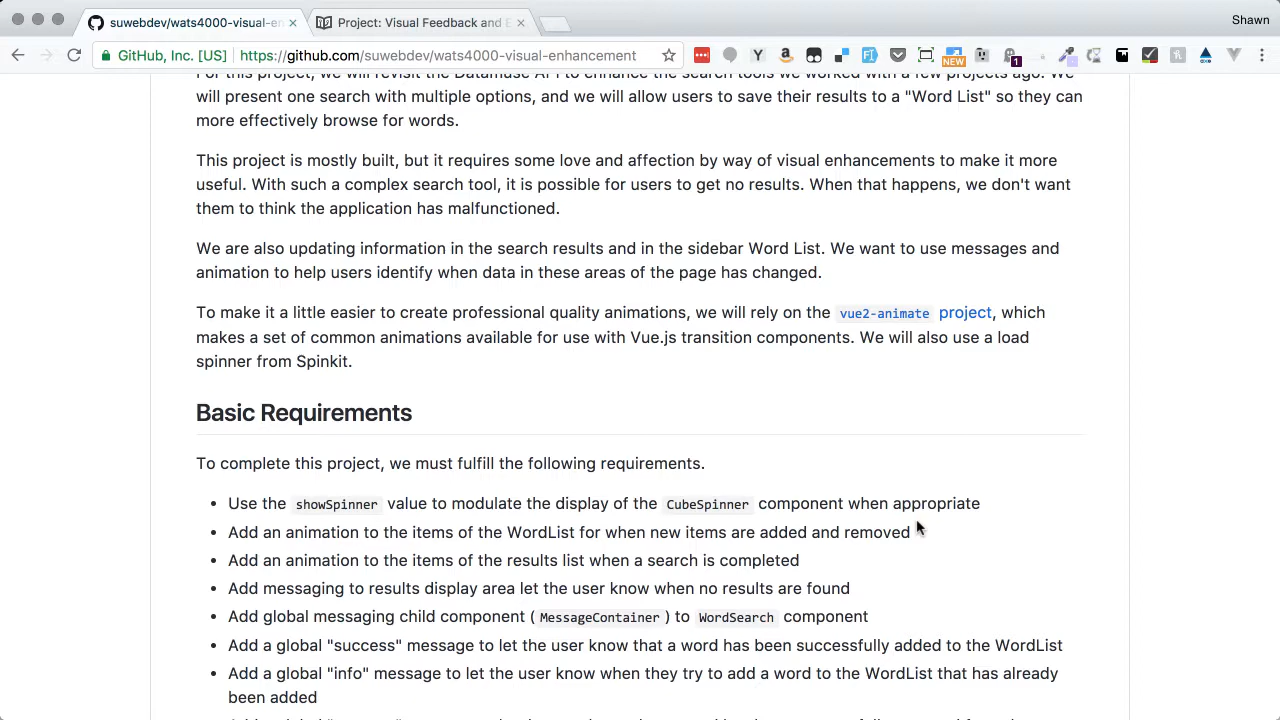 suwebdev/wats4000-visual-en
Project: Visual Feedback and E
Shawn
GitHub, Inc. [US] https://github.com/suwebdev/wats4000-visual-enhancement
NEW
1
For this project, we will revisit the Datamuse API to enhance the search tools we worked with a few projects ago. We
will present one search with multiple options, and we will allow users to save their results to a "Word List" so they can
more effectively browse for words.
This project is mostly built, but it requires some love and affection by way of visual enhancements to make it more
useful. With such a complex search tool, it is possible for users to get no results. When that happens, we don't want
them to think the application has malfunctioned.
We are also updating information in the search results and in the sidebar Word List. We want to use messages and
animation to help users identify when data in these areas of the page has changed.
To make it a little easier to create professional quality animations, we will rely on the vue2-animate project, which
makes a set of common animations available for use with Vue.js transition components. We will also use a load
spinner from Spinkit.
Basic Requirements
To complete this project, we must fulfill the following requirements.
• Use the showSpinner value to modulate the display of the CubeSpinner component when appropriate
• Add an animation to the items of the WordList for when new items are added and removed
• Add an animation to the items of the results list when a search is completed
• Add messaging to results display area let the user know when no results are found
• Add global messaging child component (MessageContainer) to WordSearch component
• Add a global "success" message to let the user know that a word has been successfully added to the WordList
• Add a global "info" message to let the user know when they try to add a word to the WordList that has already
been added